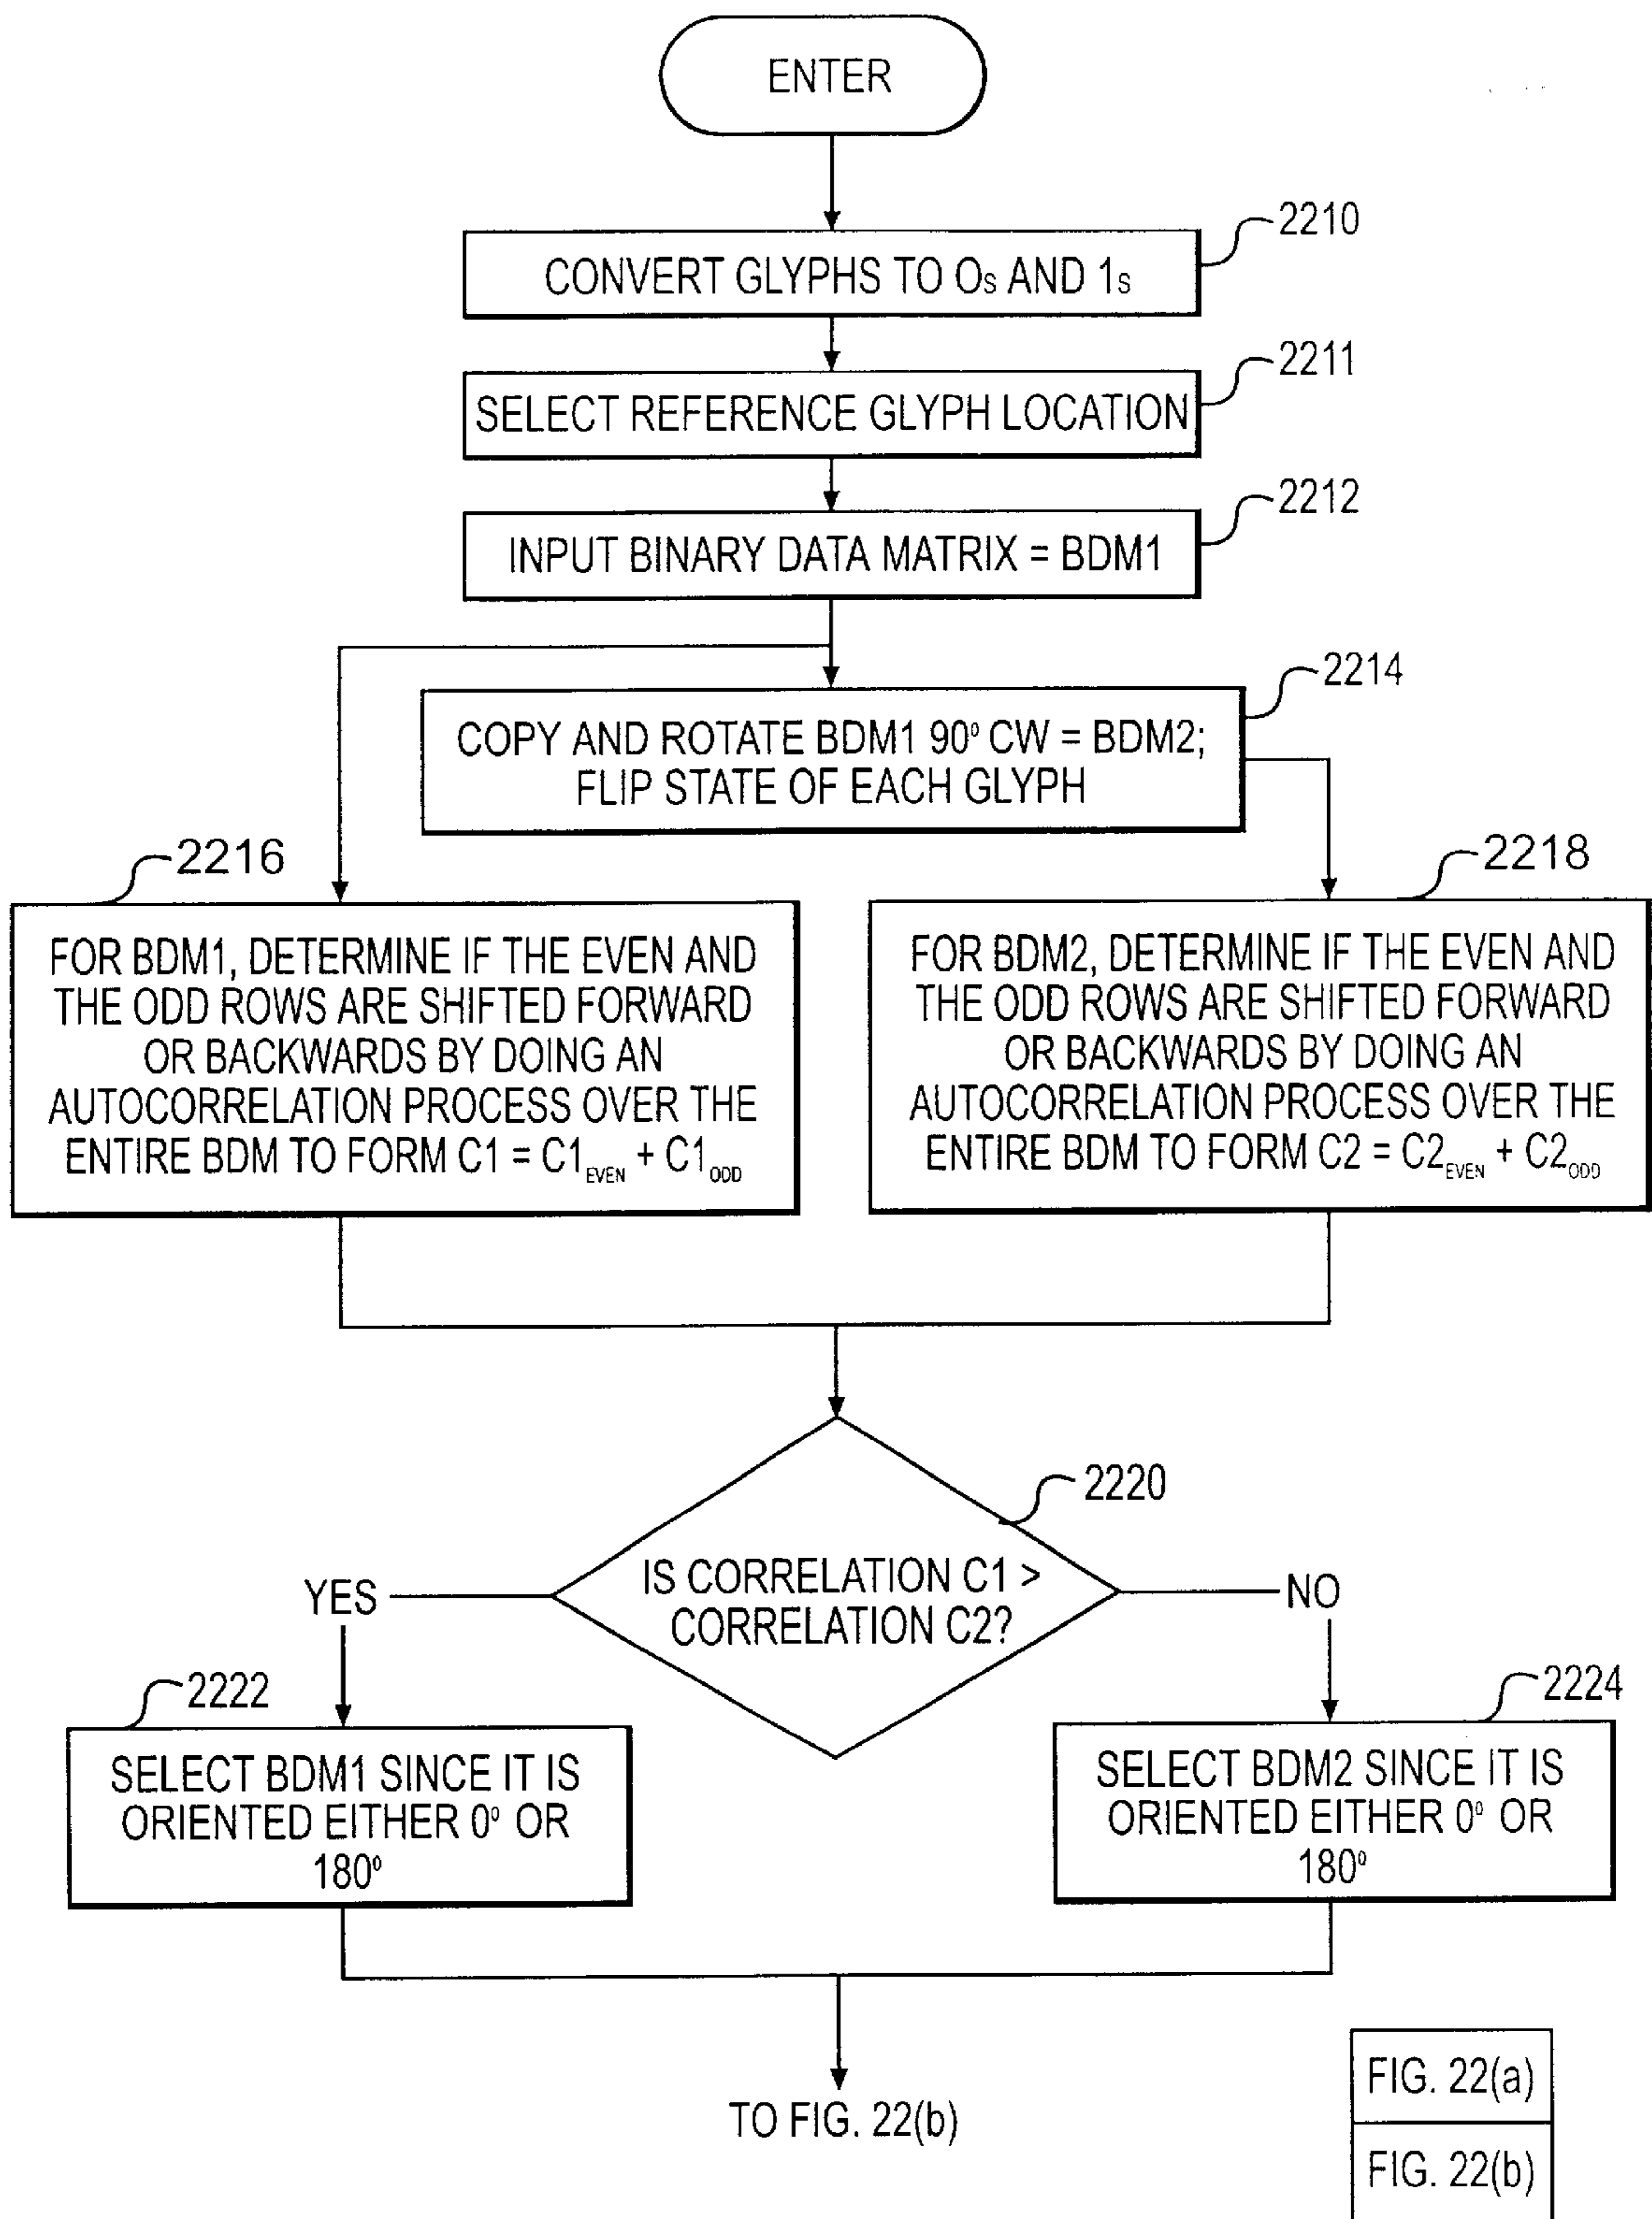 ENTER
2210
CONVERT GLYPHS TO 0s AND 1s
2211
SELECT REFERENCE GLYPH LOCATION
2212
INPUT BINARY DATA MATRIX = BDM1
2214
COPY AND ROTATE BDM1 90° CW = BDM2;
FLIP STATE OF EACH GLYPH
2216
FOR BDM1, DETERMINE IF THE EVEN AND
THE ODD ROWS ARE SHIFTED FORWARD
OR BACKWARDS BY DOING AN
AUTOCORRELATION PROCESS OVER THE
ENTIRE BDM TO FORM C1 = C1EVEN + C1ODD
2218
FOR BDM2, DETERMINE IF THE EVEN AND
THE ODD ROWS ARE SHIFTED FORWARD
OR BACKWARDS BY DOING AN
AUTOCORRELATION PROCESS OVER THE
ENTIRE BDM TO FORM C2 = C2EVEN + C2ODD
2220
IS CORRELATION C1 >
CORRELATION C2?
YES
NO
2222
SELECT BDM1 SINCE IT IS
ORIENTED EITHER 0° OR
180°
2224
SELECT BDM2 SINCE IT IS
ORIENTED EITHER 0° OR
180°
TO FIG. 22(b)
FIG. 22(a)
FIG. 22(b)